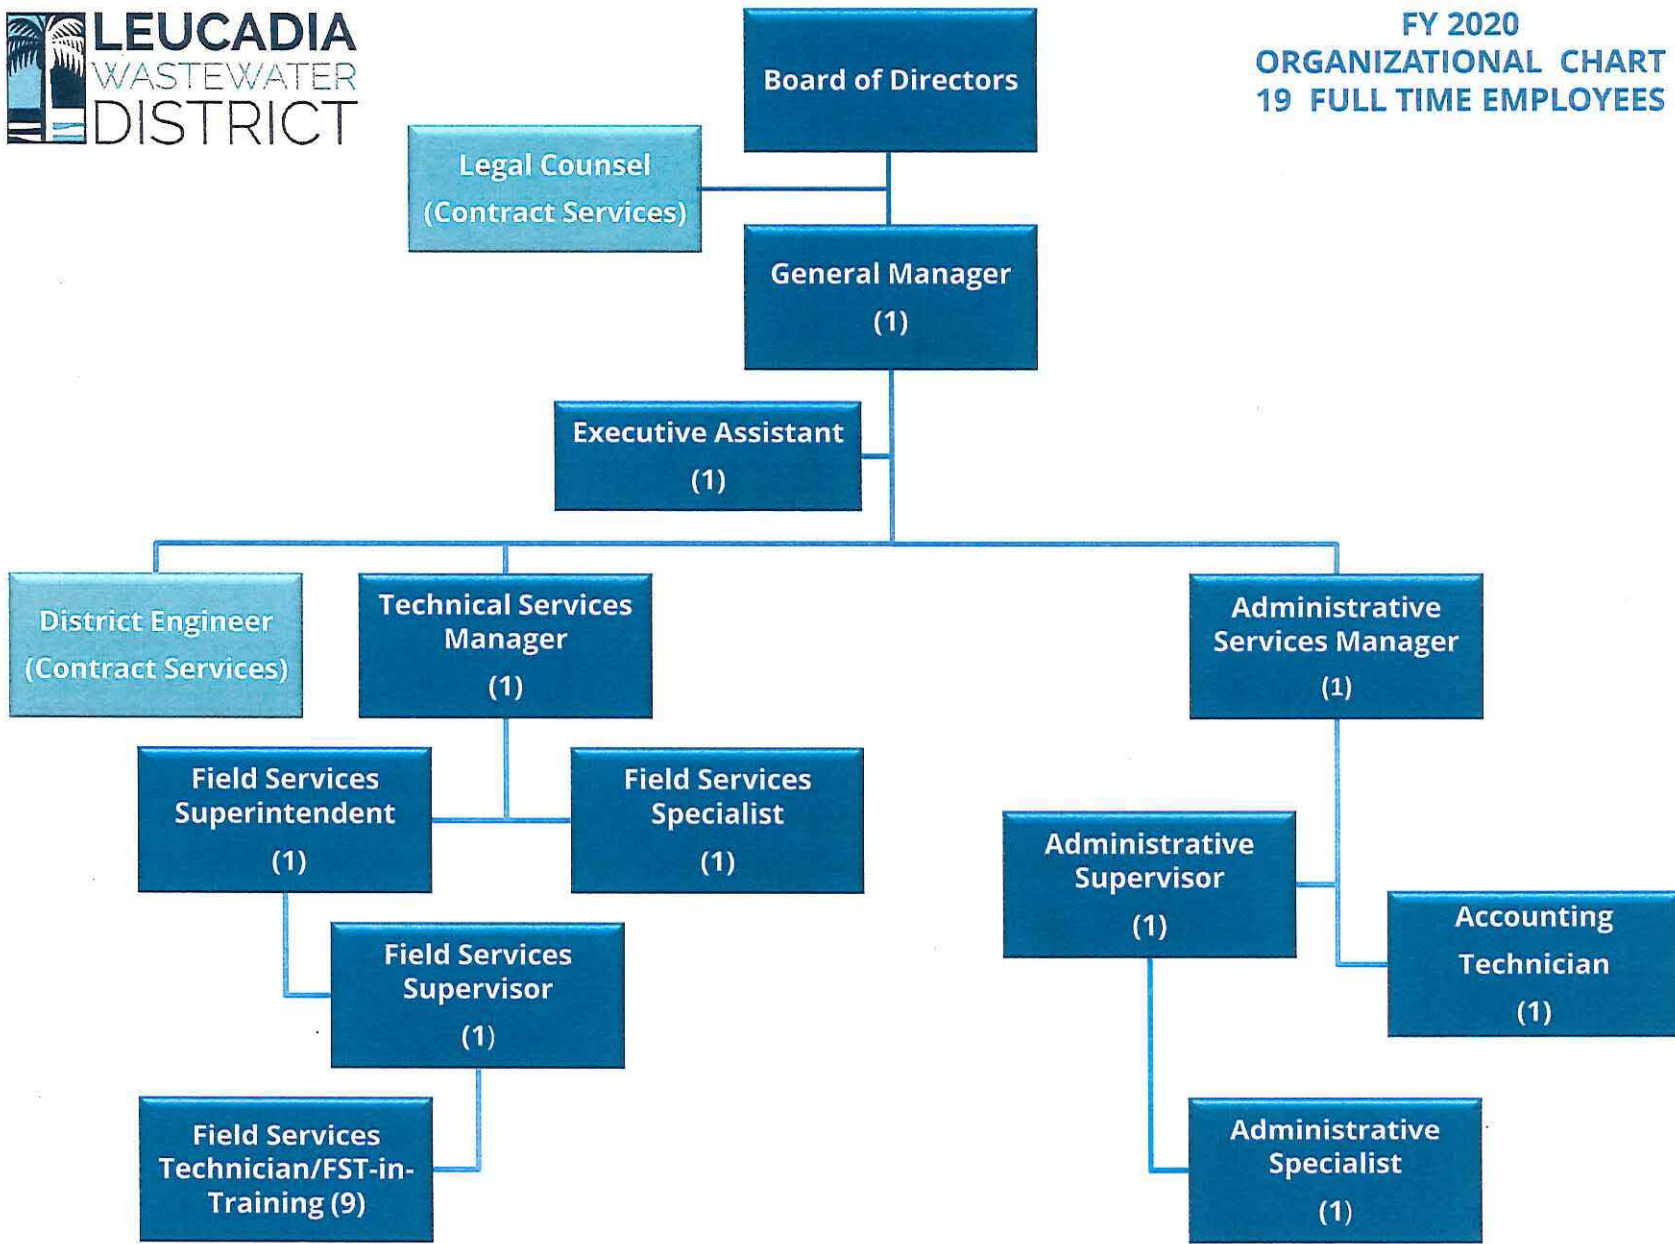 LEUCADIA
WASTEWATER
DISTRICT
FY 2020
ORGANIZATIONAL CHART
19 FULL TIME EMPLOYEES
Board of Directors
Legal Counsel
(Contract Services)
General Manager
(1)
Executive Assistant
(1)
District Engineer
(Contract Services)
Technical Services
Manager
(1)
Administrative
Services Manager
(1)
Field Services
Superintendent
(1)
Field Services
Specialist
(1)
Administrative
Supervisor
(1)
Accounting
Technician
(1)
Field Services
Supervisor
(1)
Field Services
Technician/FST-in-
Training (9)
Administrative
Specialist
(1)